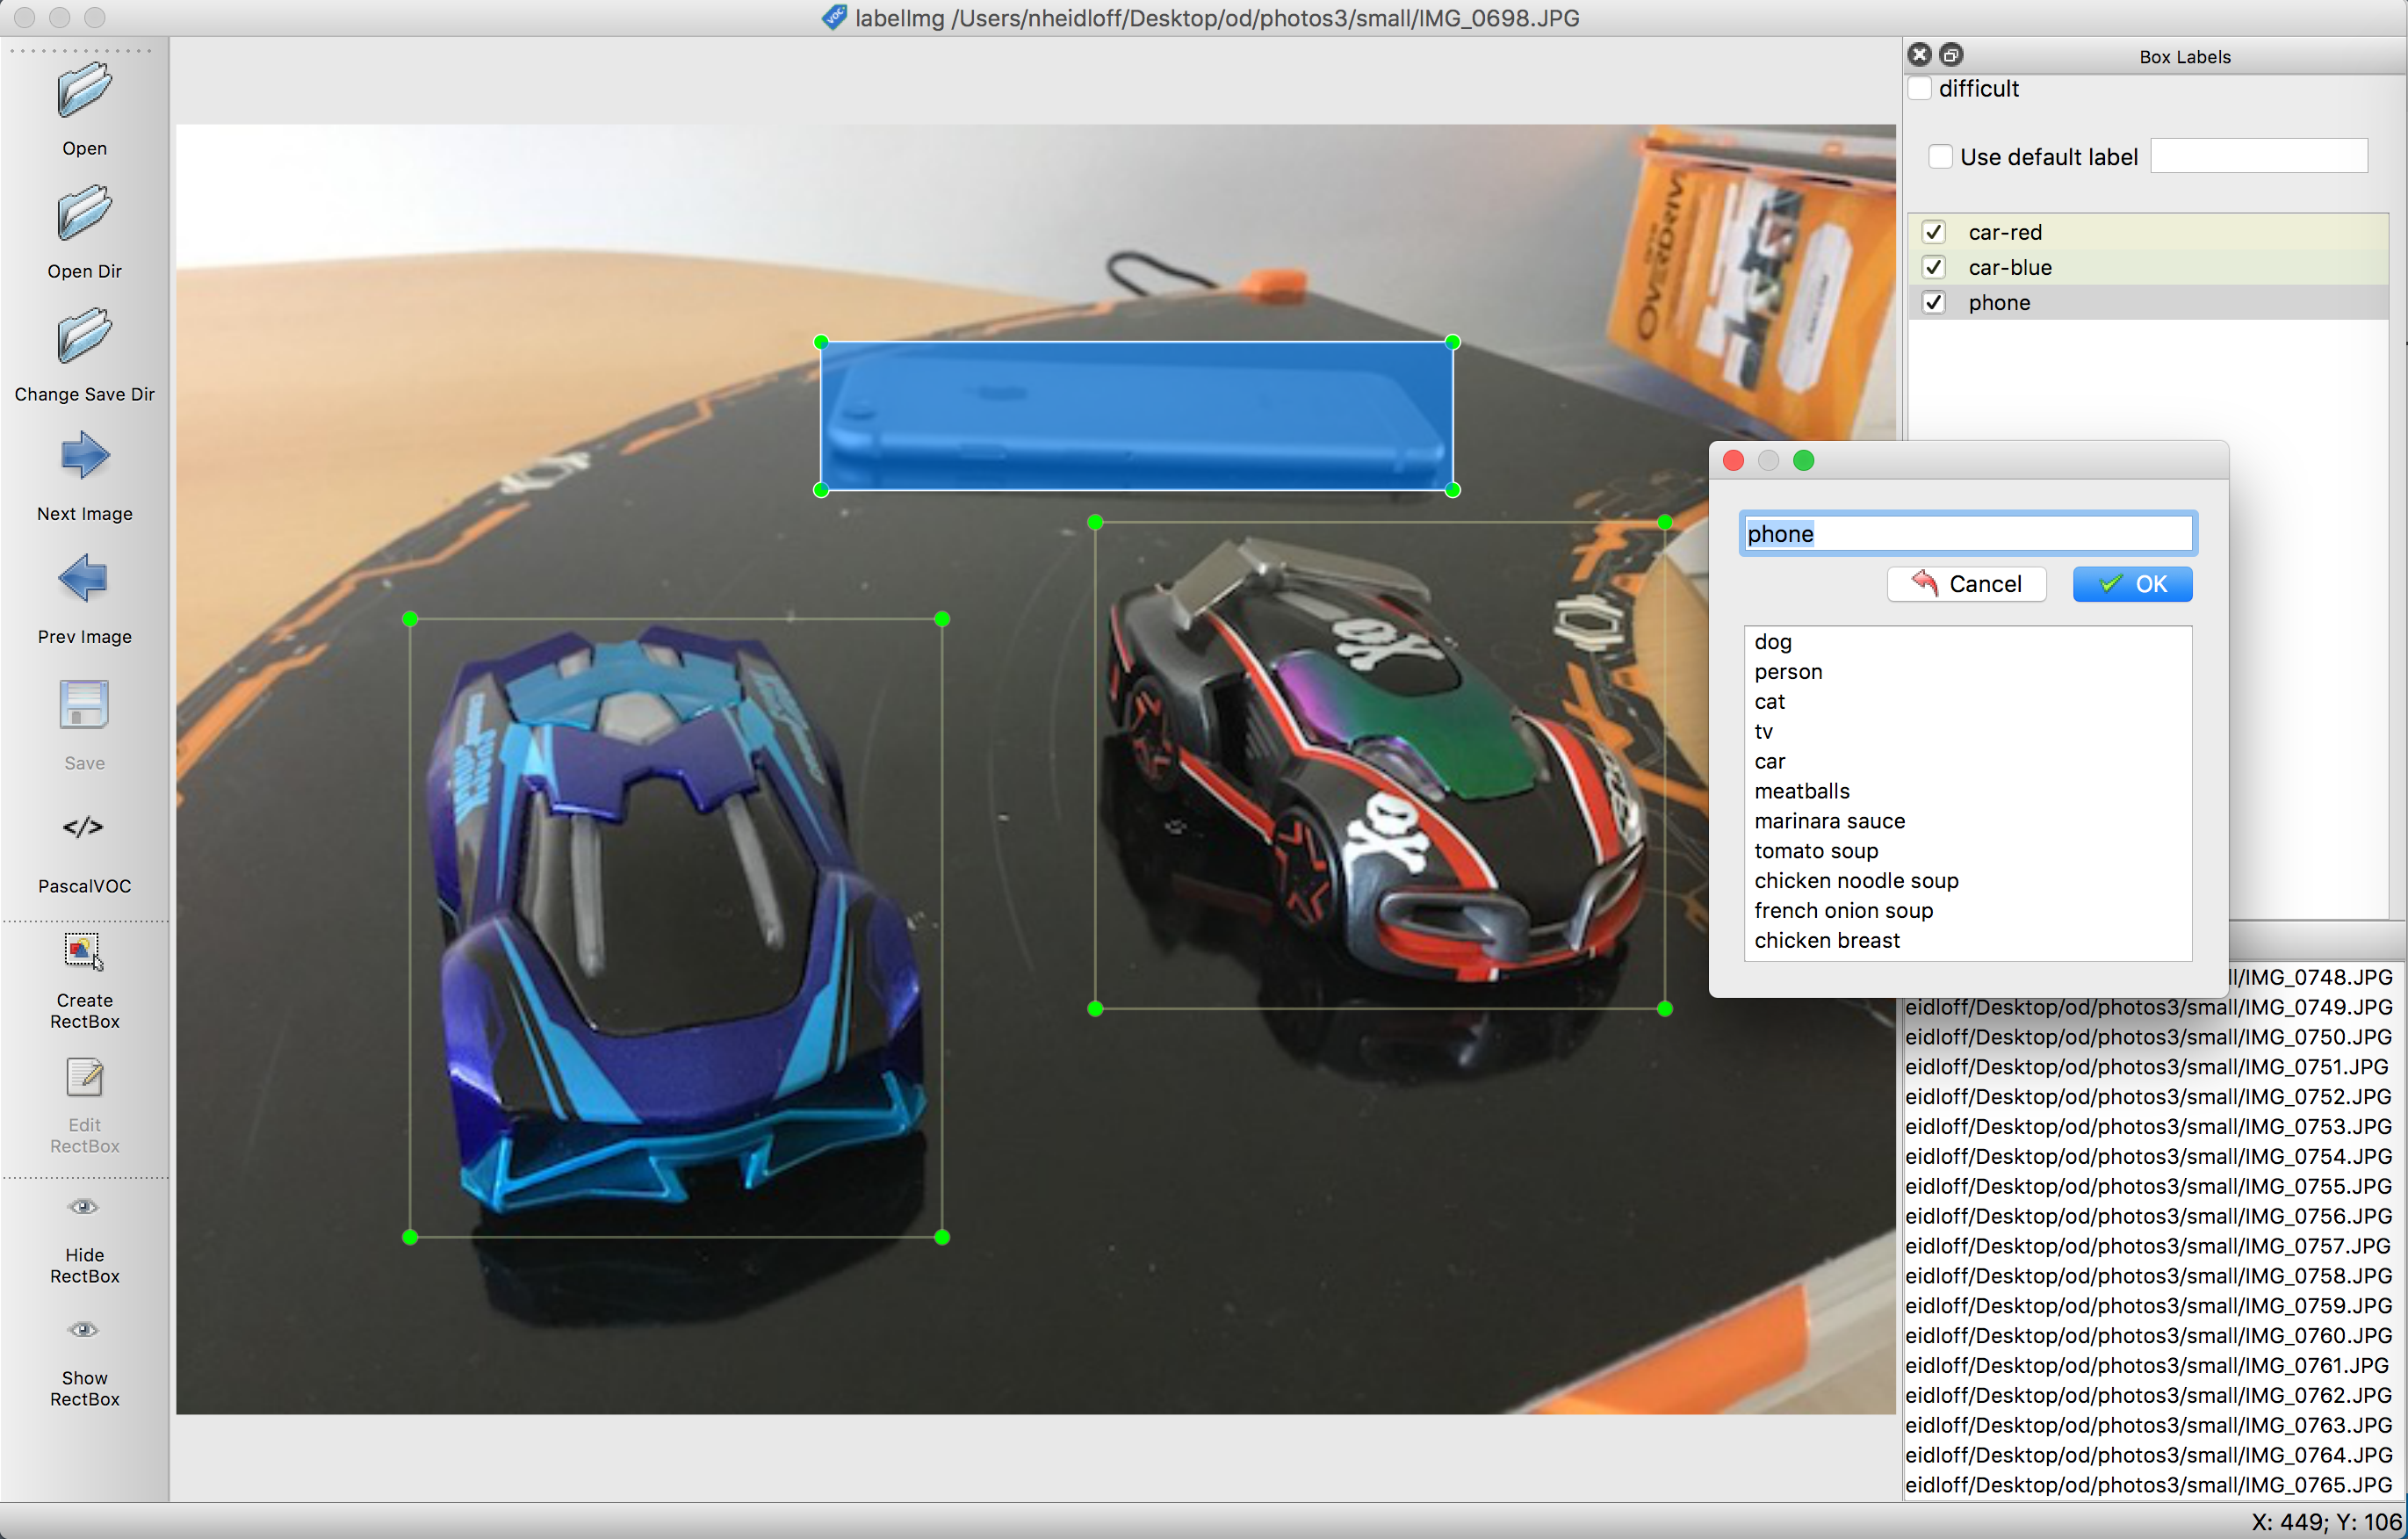 labelImg /Users/nheidloff/Desktop/od/photos3/small/IMG_0698.JPG
Open
Open Dir
Change Save Dir
Next Image
Prev Image
Save
</>
PascalVOC
Create
RectBox
Edit
RectBox
Hide
RectBox
Show
RectBox
OVERDRIVE
Box Labels
difficult
Use default label
car-red
car-blue
phone
phone
Cancel
OK
dog
person
cat
tv
car
meatballs
marinara sauce
tomato soup
chicken noodle soup
french onion soup
chicken breast
ll/IMG_0748.JPG
eidloff/Desktop/od/photos3/small/IMG_0749.JPG
eidloff/Desktop/od/photos3/small/IMG_0750.JPG
eidloff/Desktop/od/photos3/small/IMG_0751.JPG
eidloff/Desktop/od/photos3/small/IMG_0752.JPG
eidloff/Desktop/od/photos3/small/IMG_0753.JPG
eidloff/Desktop/od/photos3/small/IMG_0754.JPG
eidloff/Desktop/od/photos3/small/IMG_0755.JPG
eidloff/Desktop/od/photos3/small/IMG_0756.JPG
eidloff/Desktop/od/photos3/small/IMG_0757.JPG
eidloff/Desktop/od/photos3/small/IMG_0758.JPG
eidloff/Desktop/od/photos3/small/IMG_0759.JPG
eidloff/Desktop/od/photos3/small/IMG_0760.JPG
eidloff/Desktop/od/photos3/small/IMG_0761.JPG
eidloff/Desktop/od/photos3/small/IMG_0762.JPG
eidloff/Desktop/od/photos3/small/IMG_0763.JPG
eidloff/Desktop/od/photos3/small/IMG_0764.JPG
eidloff/Desktop/od/photos3/small/IMG_0765.JPG
X: 449; Y: 106